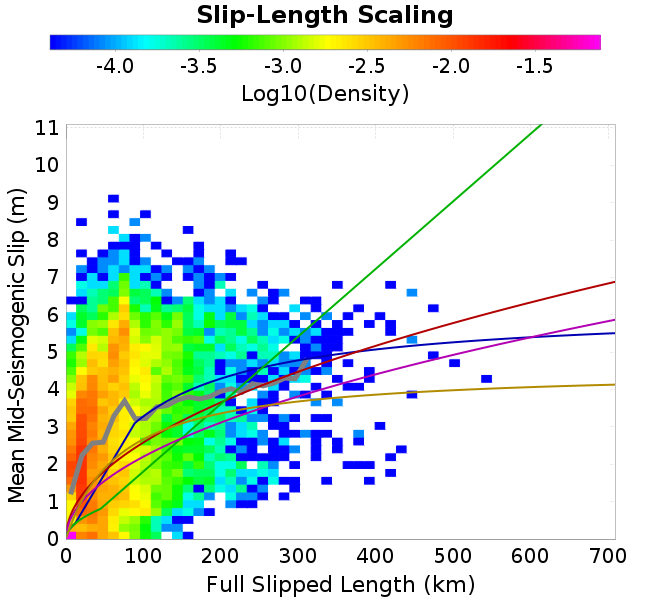 Slip-Length Scaling
-4.0 -3.5 -3.0 -2.5 -2.0 -1.5
Log10(Density)
11
10
9
8
7
6
5
4
3
2
1
0
Mean Mid-Seismogenic Slip (m)
0 100 200 300 400 500 600 700
Full Slipped Length (km)